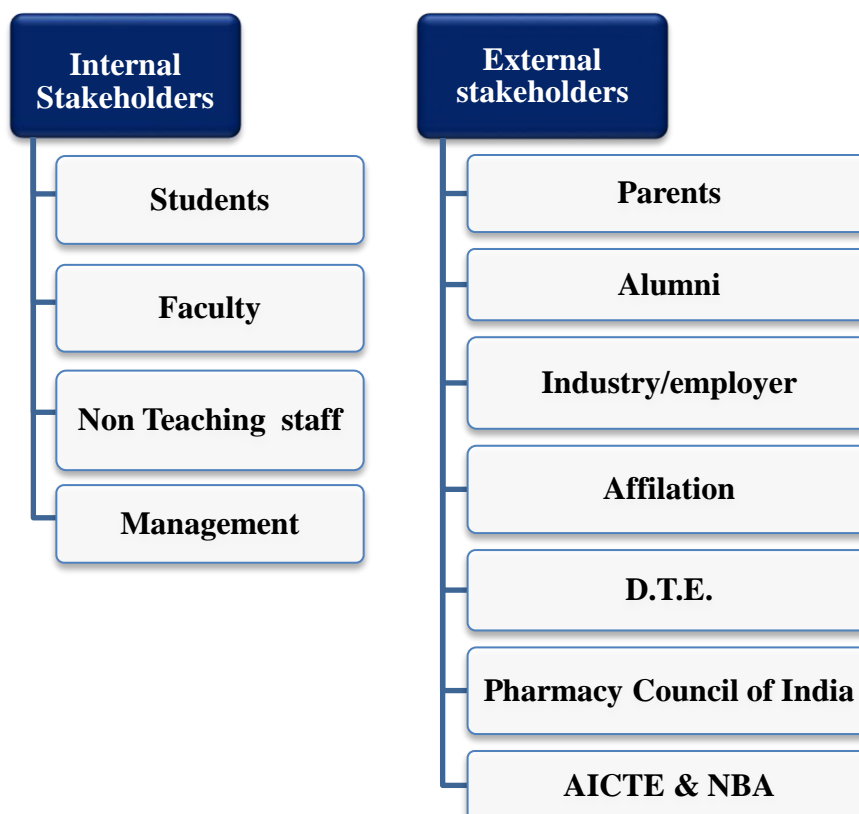 Internal
Stakeholders
Students
Faculty
Non Teaching staff
Management
External
stakeholders
Parents
Alumni
Industry/employer
Affilation
D.T.E.
Pharmacy Council of India
AICTE & NBA